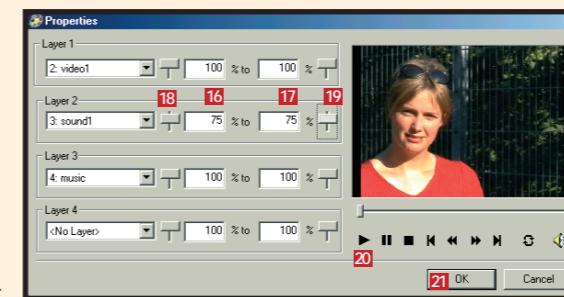 Properties
Layer 1
2: video1 100 % to 100 %
18 16 17 19
Layer 2
3: sound1 75 % to 75 %
Layer 3
4: music 100 % to 100 %
Layer 4
<No Layer> 100 % to 100 %
20
21 OK Cancel